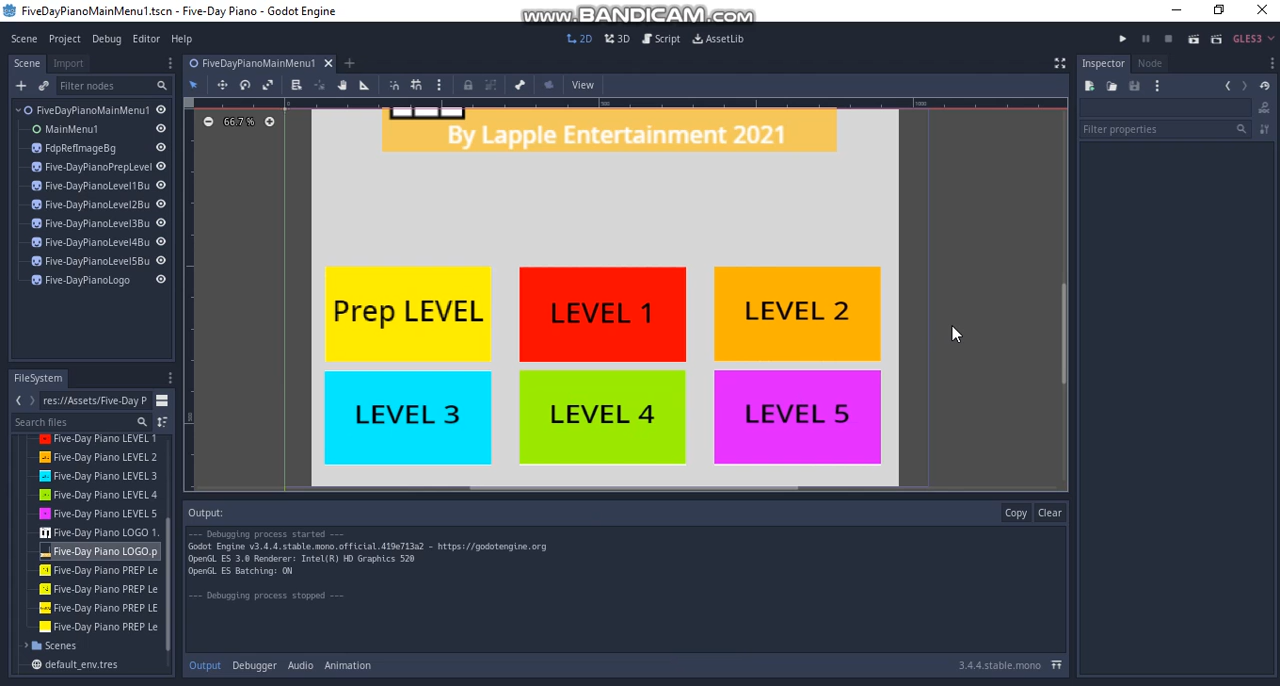 FiveDayPianoMainMenu1.tscn - Five-Day Piano - Godot Engine
www.BANDICAM.com
Scene Project Debug Editor Help
2D 3D Script AssetLib
GLES3
Scene Import
FiveDayPianoMainMenu1
Inspector Node
Filter nodes
View
FiveDayPianoMainMenu1
MainMenu1
FdpRefImageBg
Five-DayPianoPrepLevel
Five-DayPianoLevel1Bu
Five-DayPianoLevel2Bu
Five-DayPianoLevel3Bu
Five-DayPianoLevel4Bu
Five-DayPianoLevel5Bu
Five-DayPianoLogo
66.7 %
0
500
1000
By Lapple Entertainment 2021
Prep LEVEL
LEVEL 1
LEVEL 2
LEVEL 3
LEVEL 4
LEVEL 5
Filter properties
FileSystem
res://Assets/Five-Day P
Search files
Five-Day Piano LEVEL 1
Five-Day Piano LEVEL 2
Five-Day Piano LEVEL 3
Five-Day Piano LEVEL 4
Five-Day Piano LEVEL 5
Five-Day Piano LOGO 1.
Five-Day Piano LOGO.p
Five-Day Piano PREP Le
Five-Day Piano PREP Le
Five-Day Piano PREP Le
Five-Day Piano PREP Le
Scenes
default_env.tres
Output:
Copy Clear
--- Debugging process started ---
Godot Engine v3.4.4.stable.mono.official.419e713a2 - https://godotengine.org
OpenGL ES 3.0 Renderer: Intel(R) HD Graphics 520
OpenGL ES Batching: ON
--- Debugging process stopped ---
Output Debugger Audio Animation
3.4.4.stable.mono